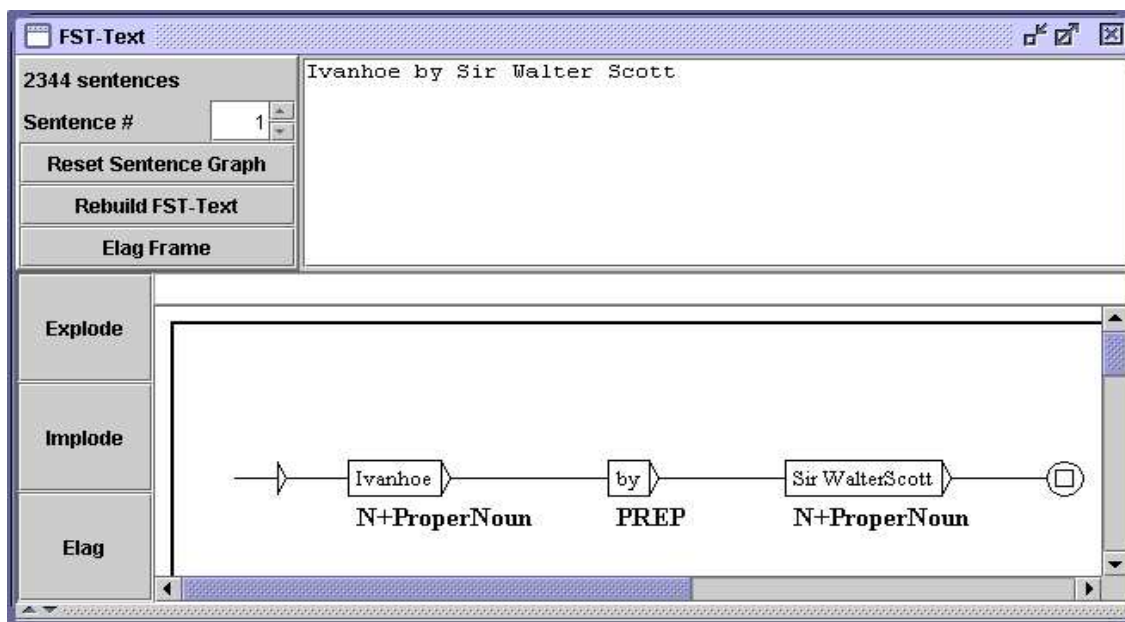 FST-Text
2344 sentences
Sentence # 1
Reset Sentence Graph
Rebuild FST-Text
Elag Frame
Ivanhoe by Sir Walter Scott
Explode
Implode
Elag
Ivanhoe by Sir WalterScott
N+ProperNoun PREP N+ProperNoun